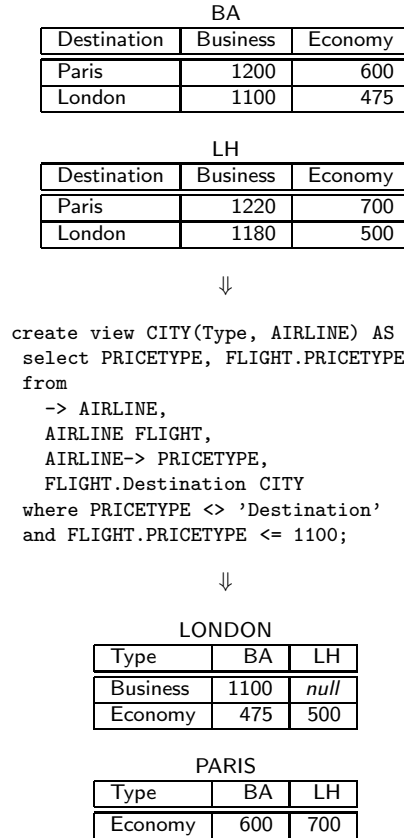 BA
Destination Business Economy
Paris 1200 600
London 1100 475
LH
Destination Business Economy
Paris 1220 700
London 1180 500
⇓
create view CITY(Type, AIRLINE) AS
select PRICETYPE, FLIGHT.PRICETYPE
from
-> AIRLINE,
AIRLINE FLIGHT,
AIRLINE-> PRICETYPE,
FLIGHT.Destination CITY
where PRICETYPE <> ’Destination’
and FLIGHT.PRICETYPE <= 1100;
⇓
LONDON
Type BA LH
Business 1100 null
Economy 475 500
PARIS
Type BA LH
Economy 600 700